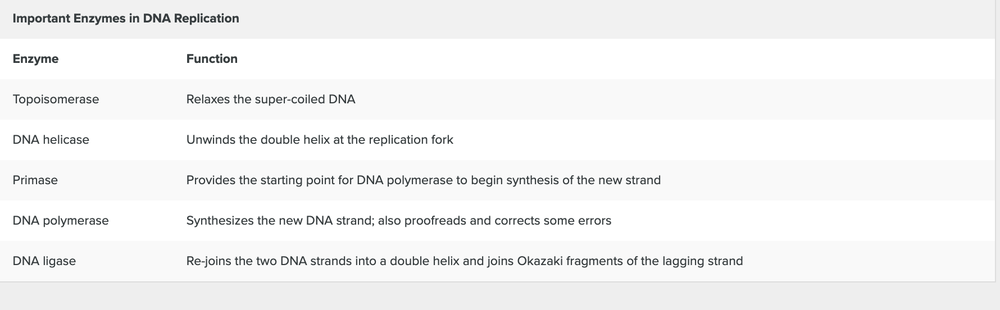 Important Enzymes in DNA Replication
Enzyme Function
Topoisomerase Relaxes the super-coiled DNA
DNA helicase Unwinds the double helix at the replication fork
Primase Provides the starting point for DNA polymerase to begin synthesis of the new strand
DNA polymerase Synthesizes the new DNA strand; also proofreads and corrects some errors
DNA ligase Re-joins the two DNA strands into a double helix and joins Okazaki fragments of the lagging strand